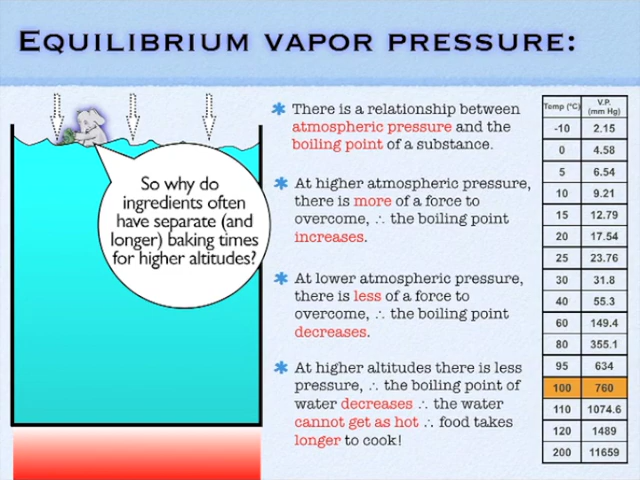 EQUILIBRIUM VAPOR PRESSURE:
So why do
ingredients often
have separate (and
longer) baking times
for higher altitudes?
There is a relationship between
atmospheric pressure and the
boiling point of a substance.
At higher atmospheric pressure,
there is more of a force to
overcome, ∴ the boiling point
increases.
At lower atmospheric pressure,
there is less of a force to
overcome, ∴ the boiling point
decreases.
At higher altitudes there is less
pressure, ∴ the boiling point of
water decreases ∴ the water
cannot get as hot ∴ food takes
longer to cook!
Temp (°C) V.P. (mm Hg)
-10 2.15
0 4.58
5 6.54
10 9.21
15 12.79
20 17.54
25 23.76
30 31.8
40 55.3
60 149.4
80 355.1
95 634
100 760
110 1074.6
120 1489
200 11659